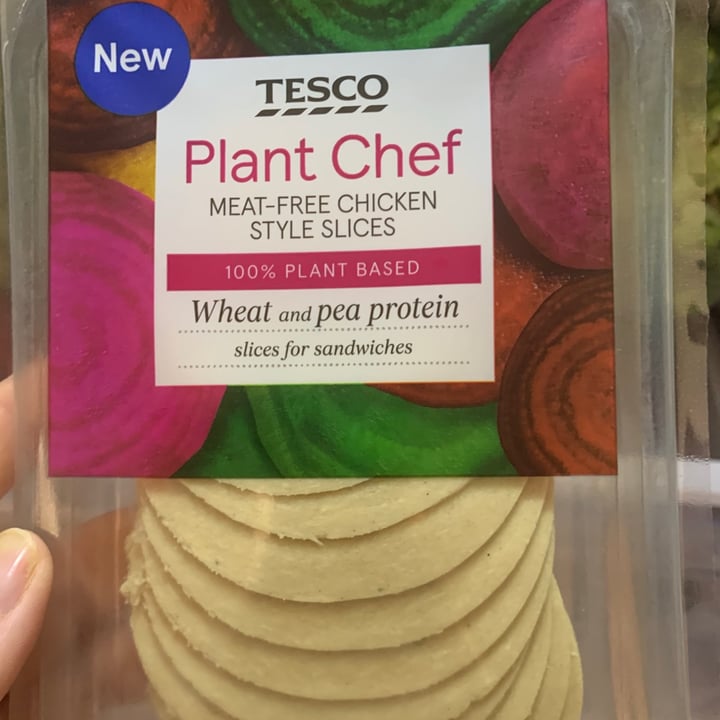 New
TESCO
Plant Chef
MEAT-FREE CHICKEN
STYLE SLICES
100% PLANT BASED
Wheat and pea protein
slices for sandwiches